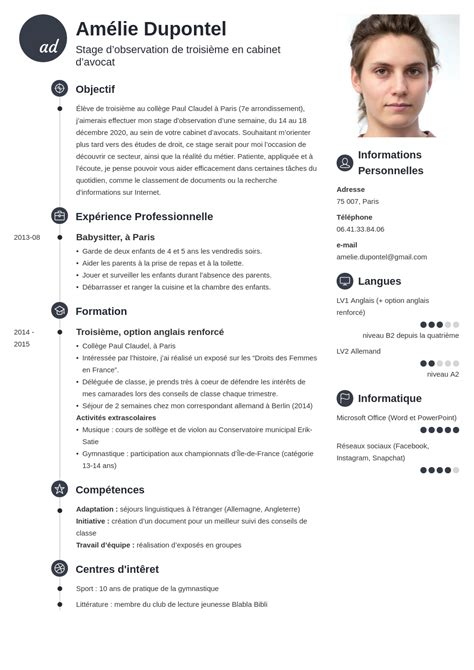 ad
Amélie Dupontel
Stage d'observation de troisième en cabinet
d'avocat
Objectif
Élève de troisième au collège Paul Claudel à Paris (7e arrondissement),
j'aimerais effectuer mon stage d'observation d'une semaine, du 14 au 18
décembre 2020, au sein de votre cabinet d'avocats. Souhaitant m'orienter
plus tard vers des études de droit, ce stage serait pour moi l'occasion de
découvrir ce secteur, ainsi que la réalité du métier. Patiente, appliquée et à
l'écoute, je pense pouvoir vous aider efficacement dans certaines tâches du
quotidien, comme le classement de documents ou la recherche
d'informations sur Internet.
Expérience Professionnelle
2013-08
Babysitter, à Paris
• Garde de deux enfants de 4 et 5 ans les vendredis soirs.
• Aider les parents à la prise de repas et à la toilette.
• Jouer et surveiller les enfants durant l'absence des parents.
• Débarrasser et ranger la cuisine et la chambre des enfants.
Formation
2014 -
2015
Troisième, option anglais renforcé
• Collège Paul Claudel, à Paris
• Intéressée par l'histoire, j'ai réalisé un exposé sur les "Droits des Femmes
en France".
• Déléguée de classe, je prends très à coeur de défendre les intérêts de
mes camarades lors des conseils de classe chaque trimestre.
• Séjour de 2 semaines chez mon correspondant allemand à Berlin (2014)
Activités extrascolaires
• Musique : cours de solfège et de violon au Conservatoire municipal Erik-
Satie
• Gymnastique : participation aux championnats d'Île-de-France (catégorie
13-14 ans)
Compétences
Adaptation : séjours linguistiques à l'étranger (Allemagne, Angleterre)
Initiative : création d'un document pour un meilleur suivi des conseils de
classe
Travail d'équipe : réalisation d'exposés en groupes
Centres d'intêret
• Sport : 10 ans de pratique de la gymnastique
• Littérature : membre du club de lecture jeunesse Blabla Bibli
Informations
Personnelles
Adresse
75 007, Paris
Téléphone
06.41.33.84.06
e-mail
amelie.dupontel@gmail.com
Langues
LV1 Anglais (+ option anglais
renforcé)
niveau B2 depuis la quatrième
LV2 Allemand
niveau A2
Informatique
Microsoft Office (Word et PowerPoint)
Réseaux sociaux (Facebook,
Instagram, Snapchat)